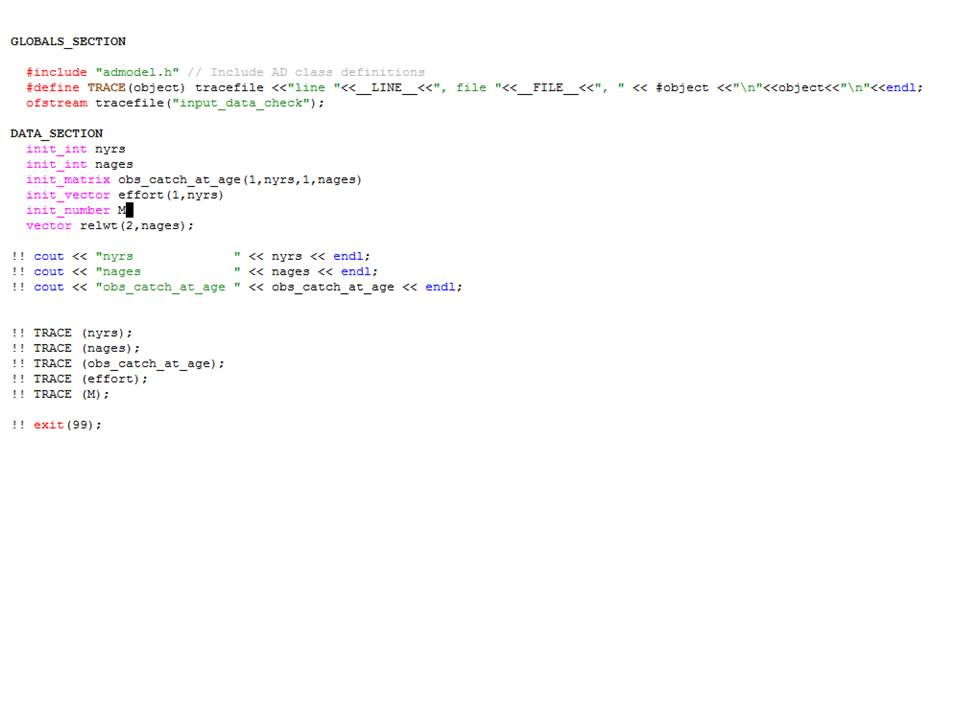 GLOBALS_SECTION
#include "admodel.h" // Include AD class definitions
#define TRACE(object) tracefile <<"line "<<__LINE__<<", file "<<__FILE__<<", " << #object <<"\n"<<object<<"\n"<<endl;
ofstream tracefile("input_data_check");
DATA_SECTION
init_int nyrs
init_int nages
init_matrix obs_catch_at_age(1,nyrs,1,nages)
init_vector effort(1,nyrs)
init_number M
vector relwt(2,nages);
!! cout << "nyrs             " << nyrs << endl;
!! cout << "nages            " << nages << endl;
!! cout << "obs_catch_at_age " << obs_catch_at_age << endl;
!! TRACE (nyrs);
!! TRACE (nages);
!! TRACE (obs_catch_at_age);
!! TRACE (effort);
!! TRACE (M);
!! exit(99);